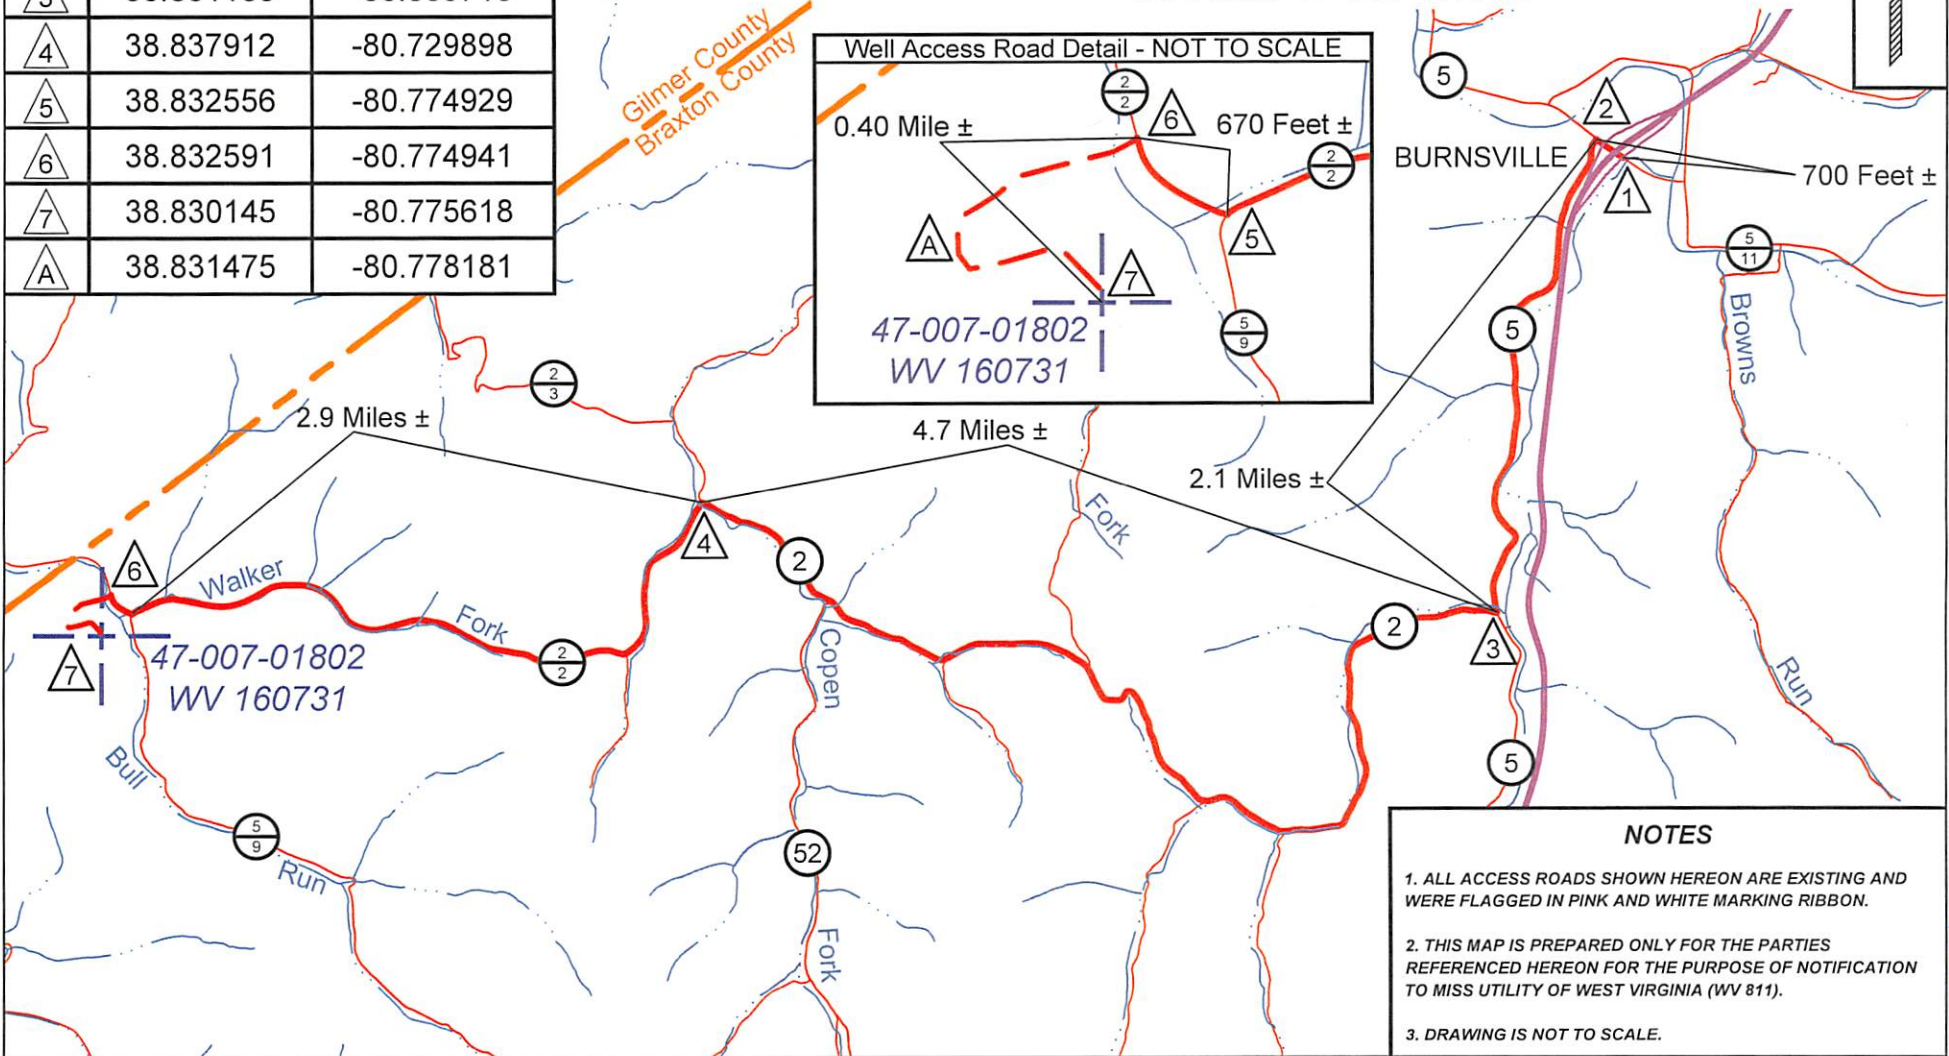 4 38.837912 -80.729898
5 38.832556 -80.774929
6 38.832591 -80.774941
7 38.830145 -80.775618
A 38.831475 -80.778181
Gilmer County
Braxton County
Well Access Road Detail - NOT TO SCALE
2
2
6
0.40 Mile ±
670 Feet ±
2
2
A
5
7
47-007-01802
WV 160731
5
9
5
2
BURNSVILLE
1
700 Feet ±
5
11
5
Browns
Run
2
3
2.9 Miles ±
4.7 Miles ±
2.1 Miles ±
Fork
4
2
6
Walker
Fork
2
2
7
47-007-01802
WV 160731
Copen
Fork
2
3
5
Bull
Run
5
9
52
NOTES
1. ALL ACCESS ROADS SHOWN HEREON ARE EXISTING AND
WERE FLAGGED IN PINK AND WHITE MARKING RIBBON.
2. THIS MAP IS PREPARED ONLY FOR THE PARTIES
REFERENCED HEREON FOR THE PURPOSE OF NOTIFICATION
TO MISS UTILITY OF WEST VIRGINIA (WV 811).
3. DRAWING IS NOT TO SCALE.